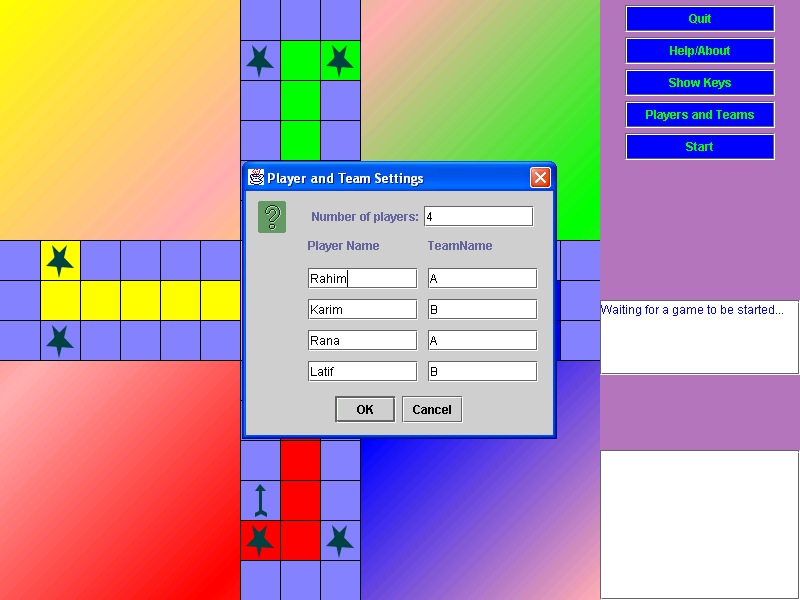 Quit
Help/About
Show Keys
Players and Teams
Start
Player and Team Settings
Number of players: 4
Player Name TeamName
Rahim A
Karim B
Rana A
Latif B
OK Cancel
Waiting for a game to be started...